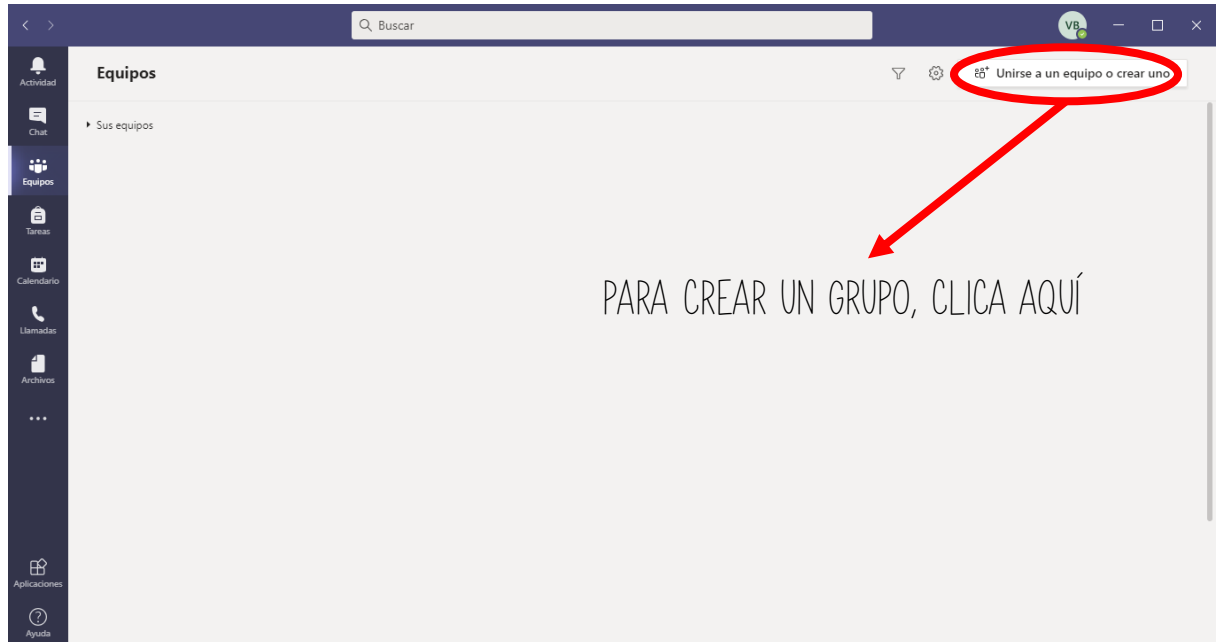 Buscar
VB
Actividad
Equipos
Unirse a un equipo o crear uno
Chat
Sus equipos
Equipos
Tareas
Calendario
PARA CREAR UN GRUPO, CLICA AQUÍ
Llamadas
Archivos
Aplicaciones
Ayuda